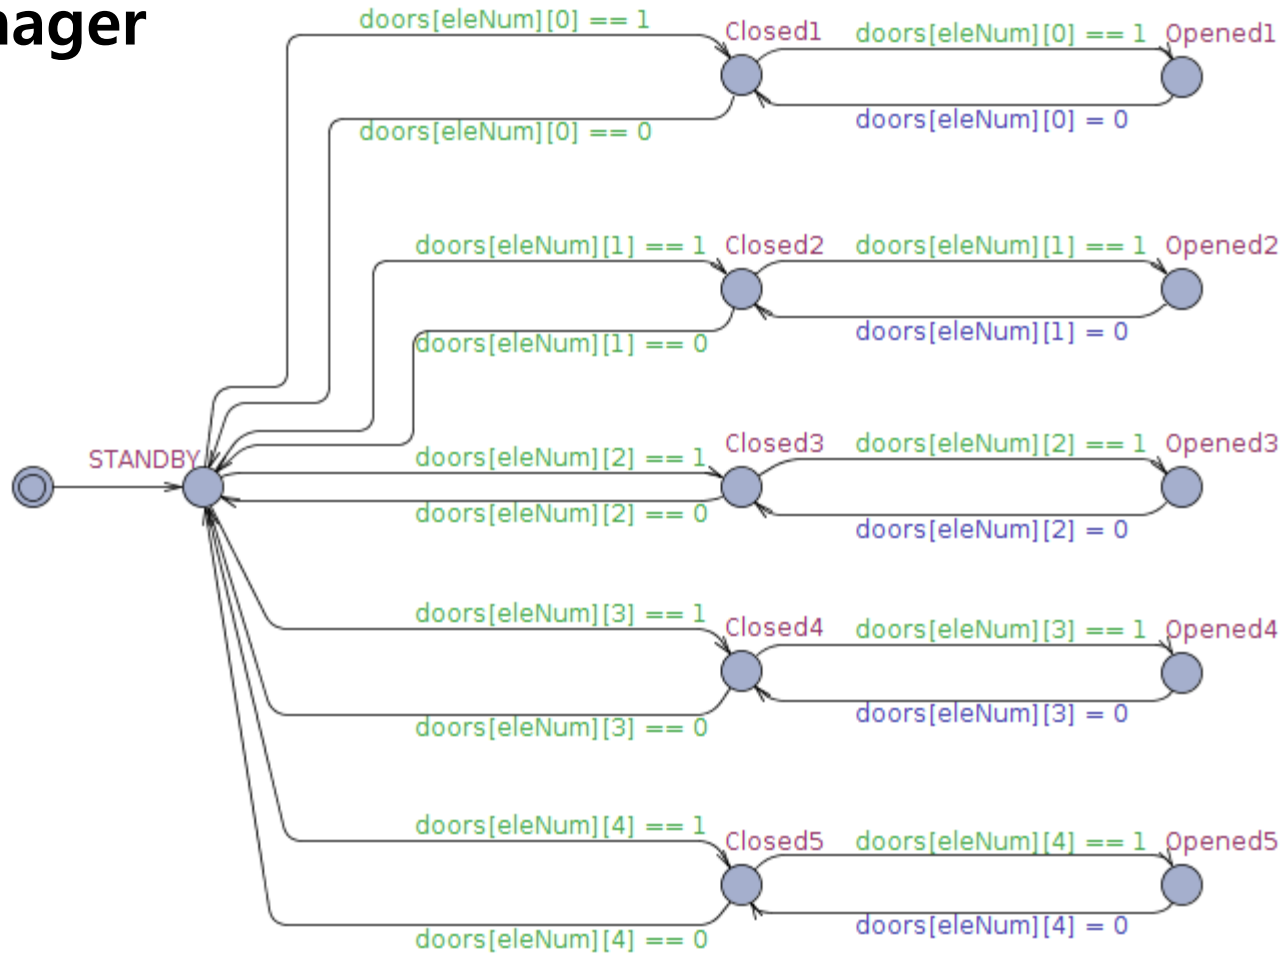 nager
doors[eleNum][0] == 1
Closed1
doors[eleNum][0] == 1
Opened1
doors[eleNum][0] == 0
doors[eleNum][0] = 0
doors[eleNum][1] == 1
Closed2
doors[eleNum][1] == 1
Opened2
doors[eleNum][1] == 0
doors[eleNum][1] = 0
STANDBY
doors[eleNum][2] == 1
Closed3
doors[eleNum][2] == 1
Opened3
doors[eleNum][2] == 0
doors[eleNum][2] = 0
doors[eleNum][3] == 1
Closed4
doors[eleNum][3] == 1
Opened4
doors[eleNum][3] == 0
doors[eleNum][3] = 0
doors[eleNum][4] == 1
Closed5
doors[eleNum][4] == 1
Opened5
doors[eleNum][4] == 0
doors[eleNum][4] = 0